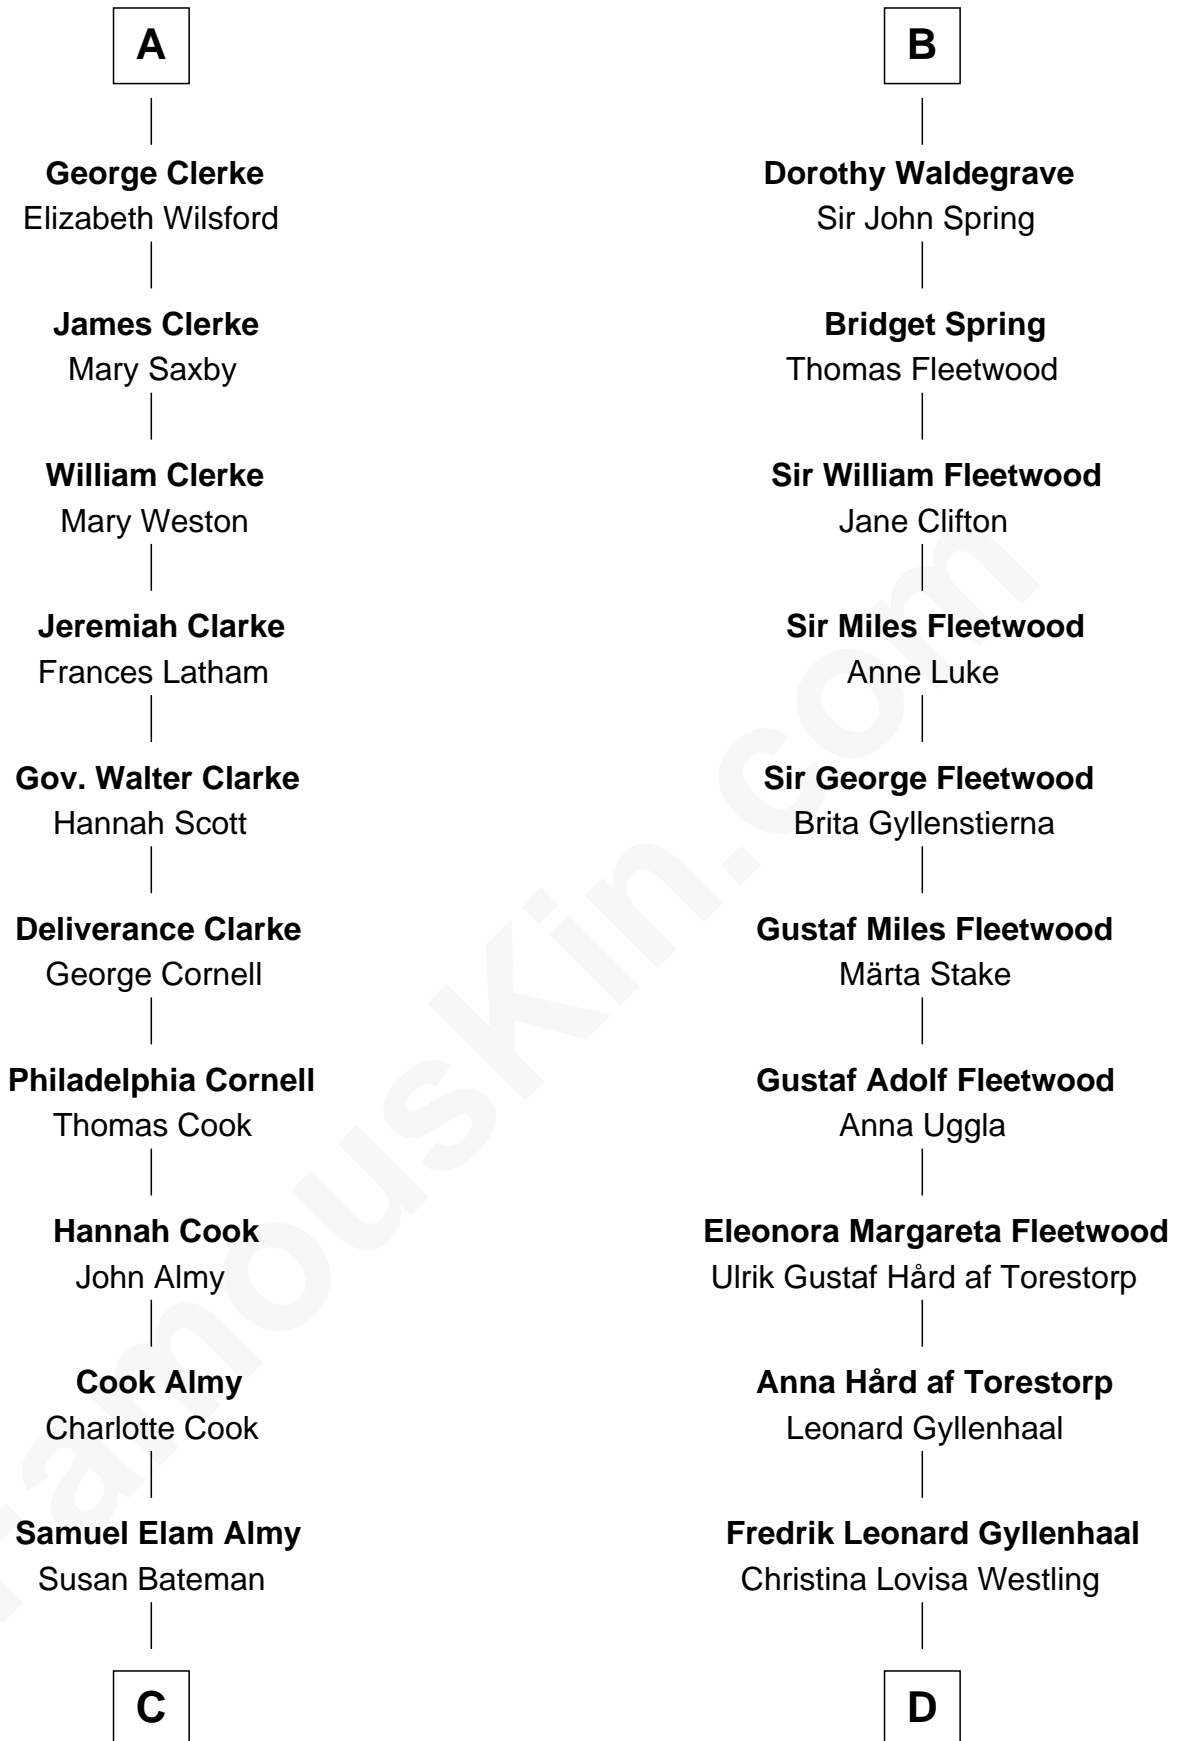 A
George Clerke
Elizabeth Wilsford
James Clerke
Mary Saxby
William Clerke
Mary Weston
Jeremiah Clarke
Frances Latham
Gov. Walter Clarke
Hannah Scott
Deliverance Clarke
George Cornell
Philadelphia Cornell
Thomas Cook
Hannah Cook
John Almy
Cook Almy
Charlotte Cook
Samuel Elam Almy
Susan Bateman
C
B
Dorothy Waldegrave
Sir John Spring
Bridget Spring
Thomas Fleetwood
Sir William Fleetwood
Jane Clifton
Sir Miles Fleetwood
Anne Luke
Sir George Fleetwood
Brita Gyllenstierna
Gustaf Miles Fleetwood
Märta Stake
Gustaf Adolf Fleetwood
Anna Uggla
Eleonora Margareta Fleetwood
Ulrik Gustaf Hård af Torestorp
Anna Hård af Torestorp
Leonard Gyllenhaal
Fredrik Leonard Gyllenhaal
Christina Lovisa Westling
D
FamousKin.com